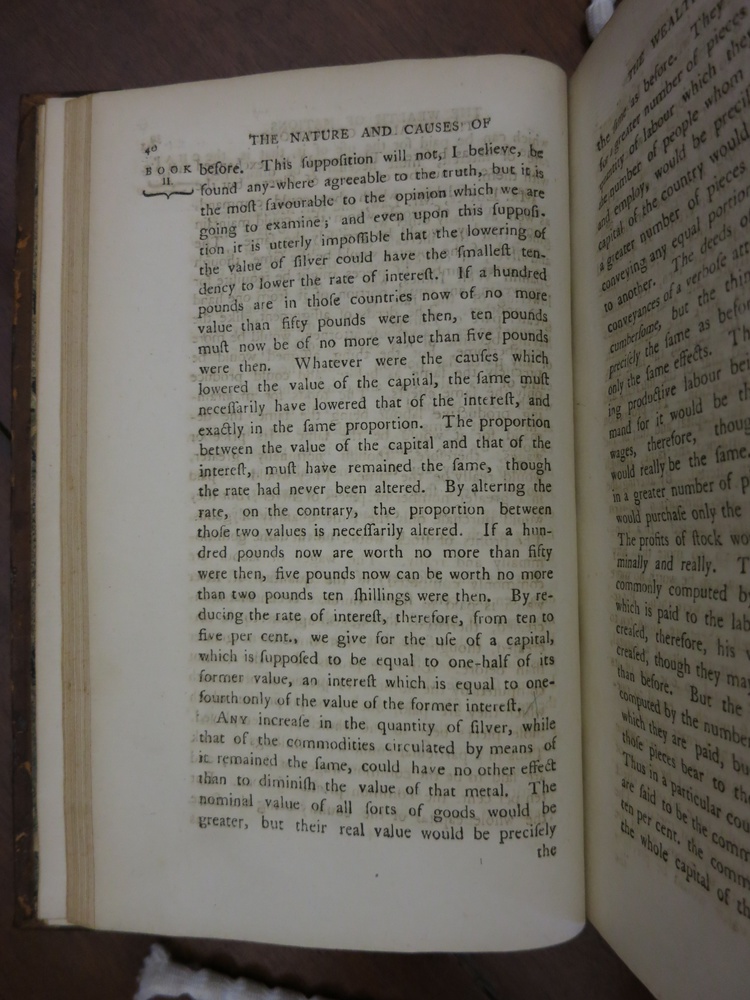 40
THE NATURE AND CAUSES OF
BOOK
II.
before. This ſuppoſition will not, I believe, be
found any-where agreeable to the truth, but it is
the moſt favourable to the opinion which we are
going to examine; and even upon this ſuppoſi-
tion it is utterly impoſſible that the lowering of
the value of ſilver could have the ſmalleſt ten-
dency to lower the rate of intereſt. If a hundred
pounds are in thoſe countries now of no more
value than fifty pounds were then, ten pounds
muſt now be of no more value than five pounds
were then. Whatever were the cauſes which
lowered the value of the capital, the ſame muſt
neceſſarily have lowered that of the intereſt, and
exactly in the ſame proportion. The proportion
between the value of the capital and that of the
intereſt, muſt have remained the ſame, though
the rate had never been altered. By altering the
rate, on the contrary, the proportion between
thoſe two values is neceſſarily altered. If a hun-
dred pounds now are worth no more than fifty
were then, five pounds now can be worth no more
than two pounds ten ſhillings were then. By re-
ducing the rate of intereſt, therefore, from ten to
five per cent., we give for the uſe of a capital,
which is ſuppoſed to be equal to one-half of its
former value, an intereſt which is equal to one-
fourth only of the value of the former intereſt.
ANY increaſe in the quantity of ſilver, while
that of the commodities circulated by means of
it remained the ſame, could have no other effect
than to diminiſh the value of that metal. The
nominal value of all ſorts of goods would be
greater, but their real value would be preciſely
the
THE WEALTH
the ſame as before. They
for a greater number of pieces
quantity of labour which they
the number of people whom
and employ, would be preciſ
capital of the country would
a greater number of pieces
conveying any equal portion
to another. The deeds of
conveyances of a verboſe att
cumberſome, but the thin
preciſely the ſame as before
only the ſame effects. Th
ing productive labour bei
mand for it would be th
wages, therefore, thoug
would really be the ſame.
in a greater number of p
would purchaſe only the
The profits of ſtock wo
minally and really. T
commonly computed b
which is paid to the lab
creaſed, therefore, his
creaſed, though they may
than before. But the
computed by the number
which they are paid, bu
thoſe pieces bear to the
Thus in a particular cou
are ſaid to be the comm
ten per cent. the comm
the whole capital of th